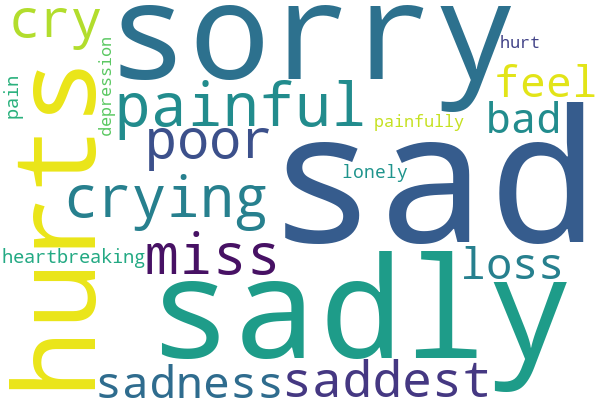 cry
sorry
hurt
pain
depression
hurts
painful
feel
painfully
bad
poor
sad
lonely
crying
heartbreaking
miss
loss
sadly
sadness
saddest